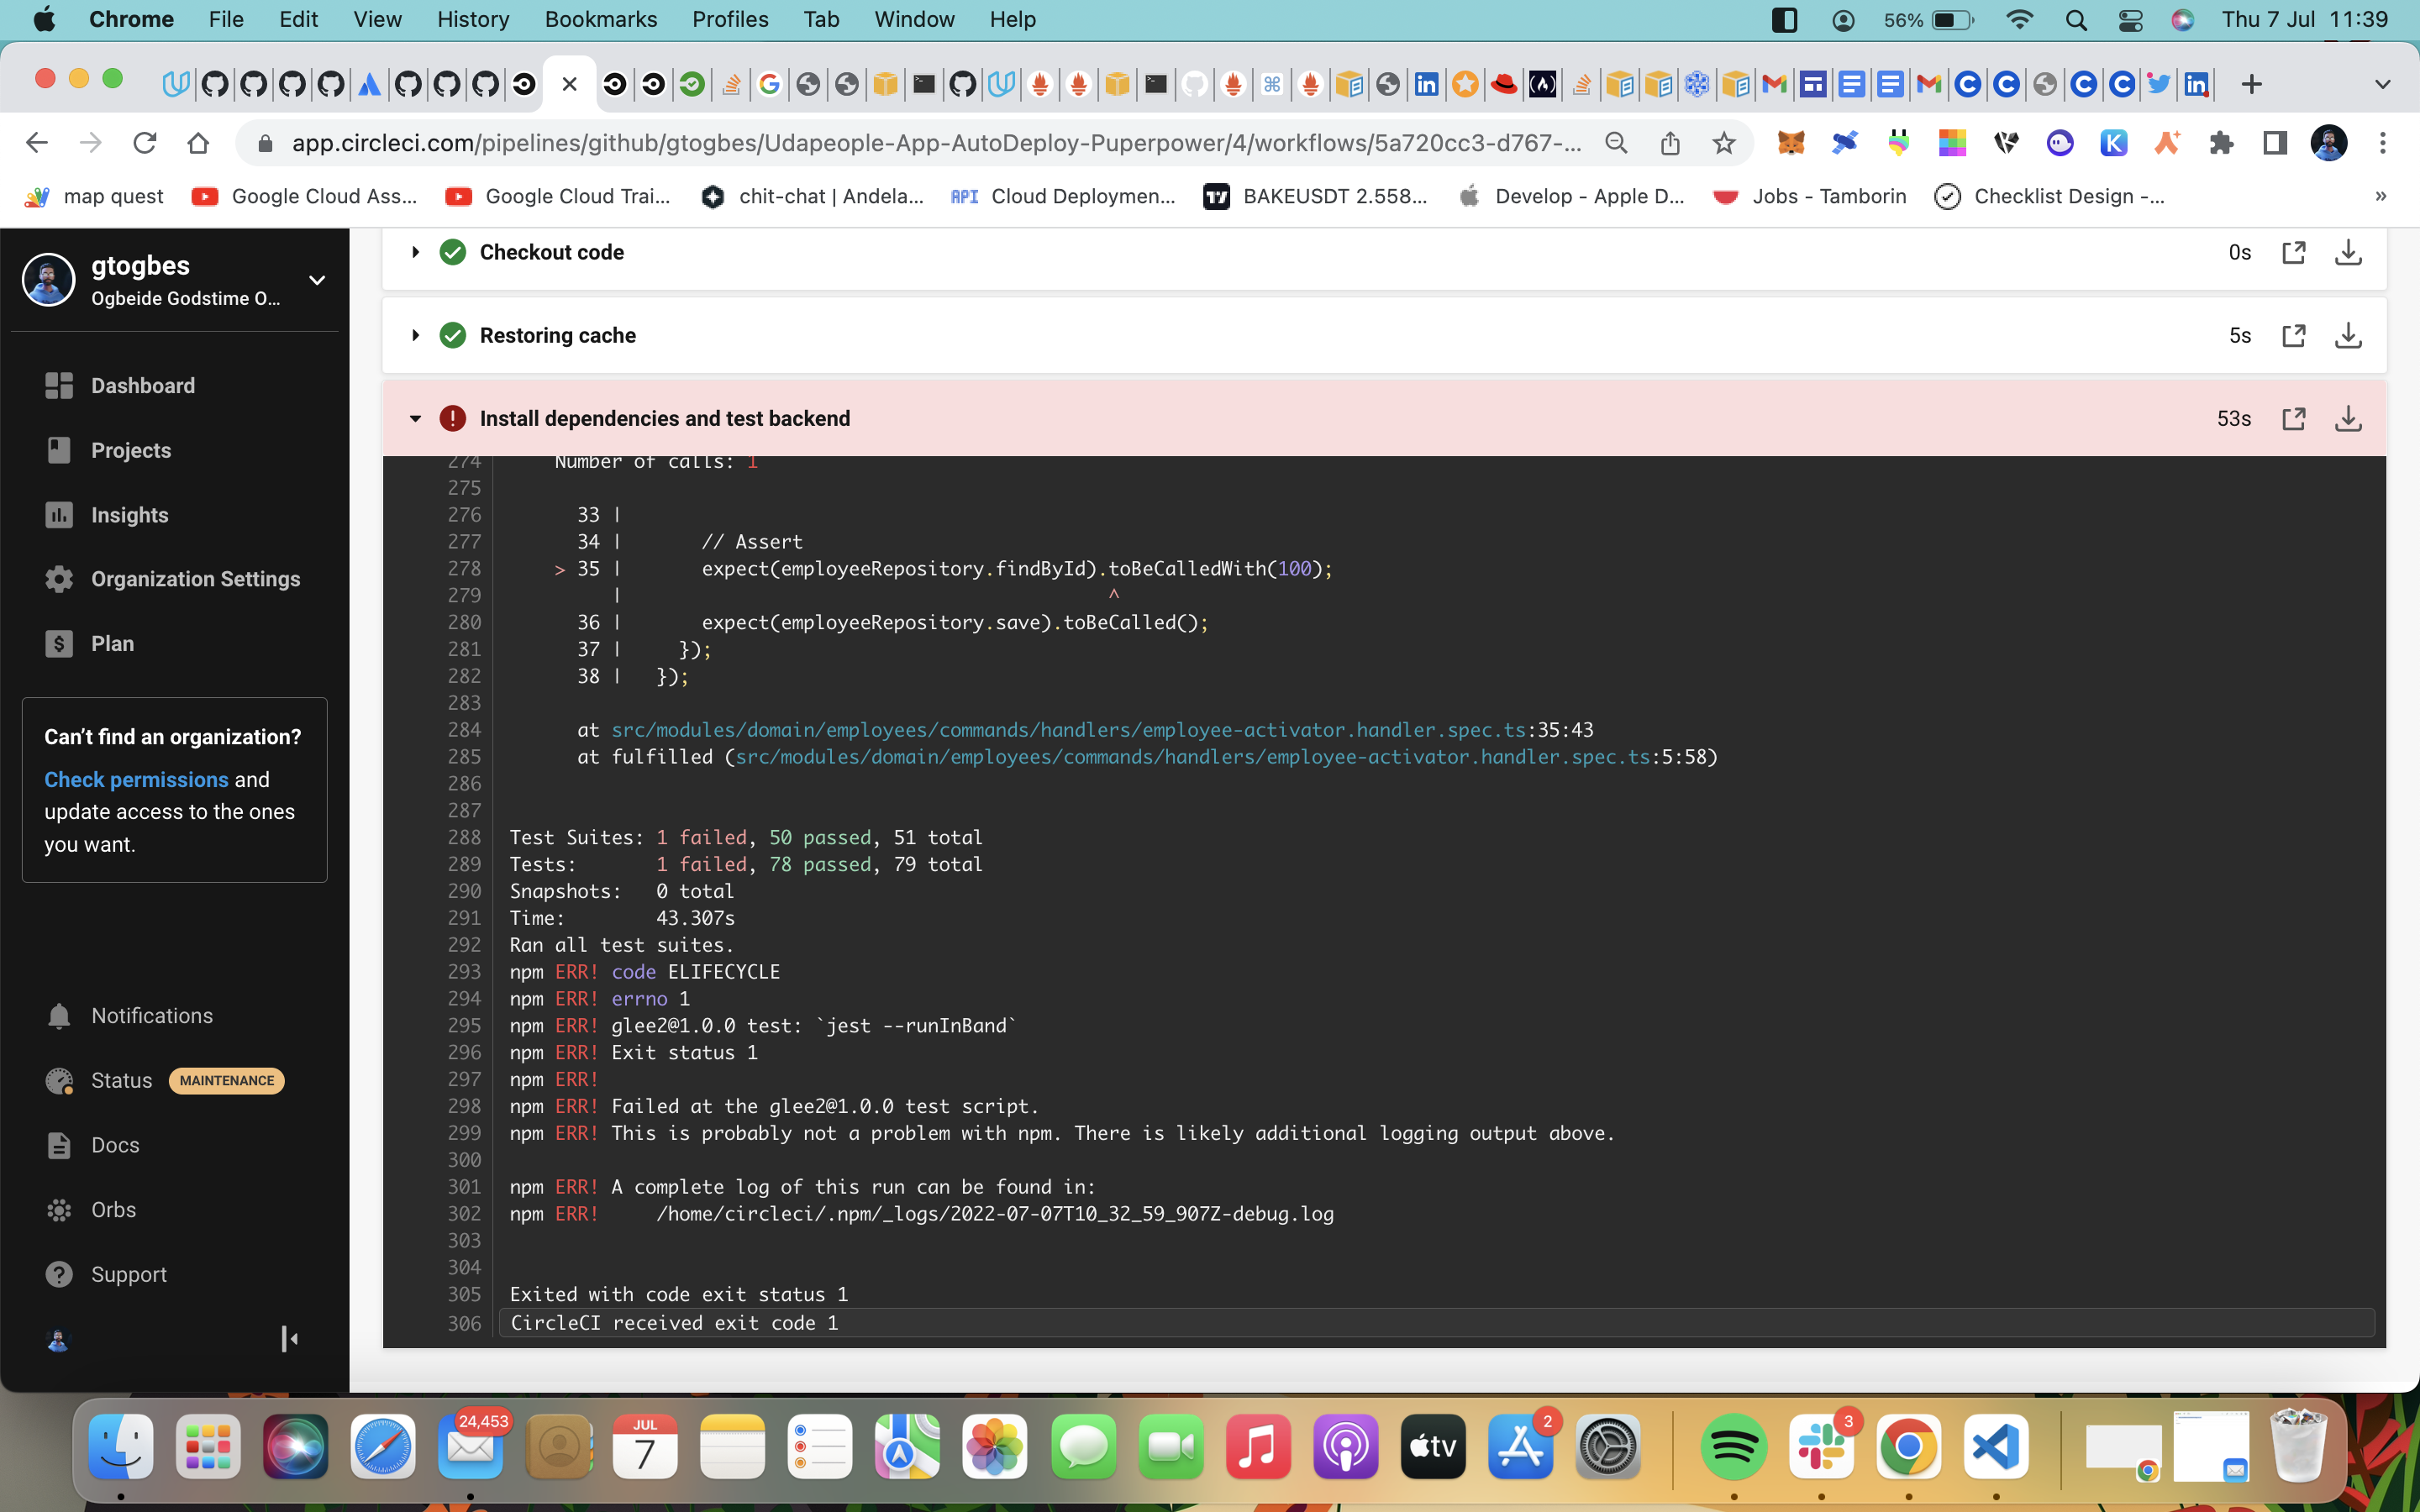 Chrome File Edit View History Bookmarks Profiles Tab Window Help 56% Thu 7 Jul 11:39
app.circleci.com/pipelines/github/gtogbes/Udapeople-App-AutoDeploy-Puperpower/4/workflows/5a720cc3-d767-...
map quest Google Cloud Ass... Google Cloud Trai... chit-chat | Andela... API Cloud Deploymen... BAKEUSDT 2.558... Develop - Apple D... Jobs - Tamborin Checklist Design -... »
gtogbes
Ogbeide Godstime O...
Dashboard
Projects
Insights
Organization Settings
Plan
Can't find an organization?
Check permissions and
update access to the ones
you want.
Notifications
Status MAINTENANCE
Docs
Orbs
Support
Checkout code 0s
Restoring cache 5s
Install dependencies and test backend 53s
274 Number of calls: 1
275
276 33 |
277 34 | // Assert
278 > 35 | expect(employeeRepository.findById).toBeCalledWith(100);
279 | ^
280 36 | expect(employeeRepository.save).toBeCalled();
281 37 | });
282 38 | });
283
284 at src/modules/domain/employees/commands/handlers/employee-activator.handler.spec.ts:35:43
285 at fulfilled (src/modules/domain/employees/commands/handlers/employee-activator.handler.spec.ts:5:58)
286
287
288 Test Suites: 1 failed, 50 passed, 51 total
289 Tests: 1 failed, 78 passed, 79 total
290 Snapshots: 0 total
291 Time: 43.307s
292 Ran all test suites.
293 npm ERR! code ELIFECYCLE
294 npm ERR! errno 1
295 npm ERR! glee2@1.0.0 test: `jest --runInBand`
296 npm ERR! Exit status 1
297 npm ERR!
298 npm ERR! Failed at the glee2@1.0.0 test script.
299 npm ERR! This is probably not a problem with npm. There is likely additional logging output above.
300
301 npm ERR! A complete log of this run can be found in:
302 npm ERR! /home/circleci/.npm/_logs/2022-07-07T10_32_59_907Z-debug.log
303
304
305 Exited with code exit status 1
306 CircleCI received exit code 1
24,453
JUL
7
tv
2
3